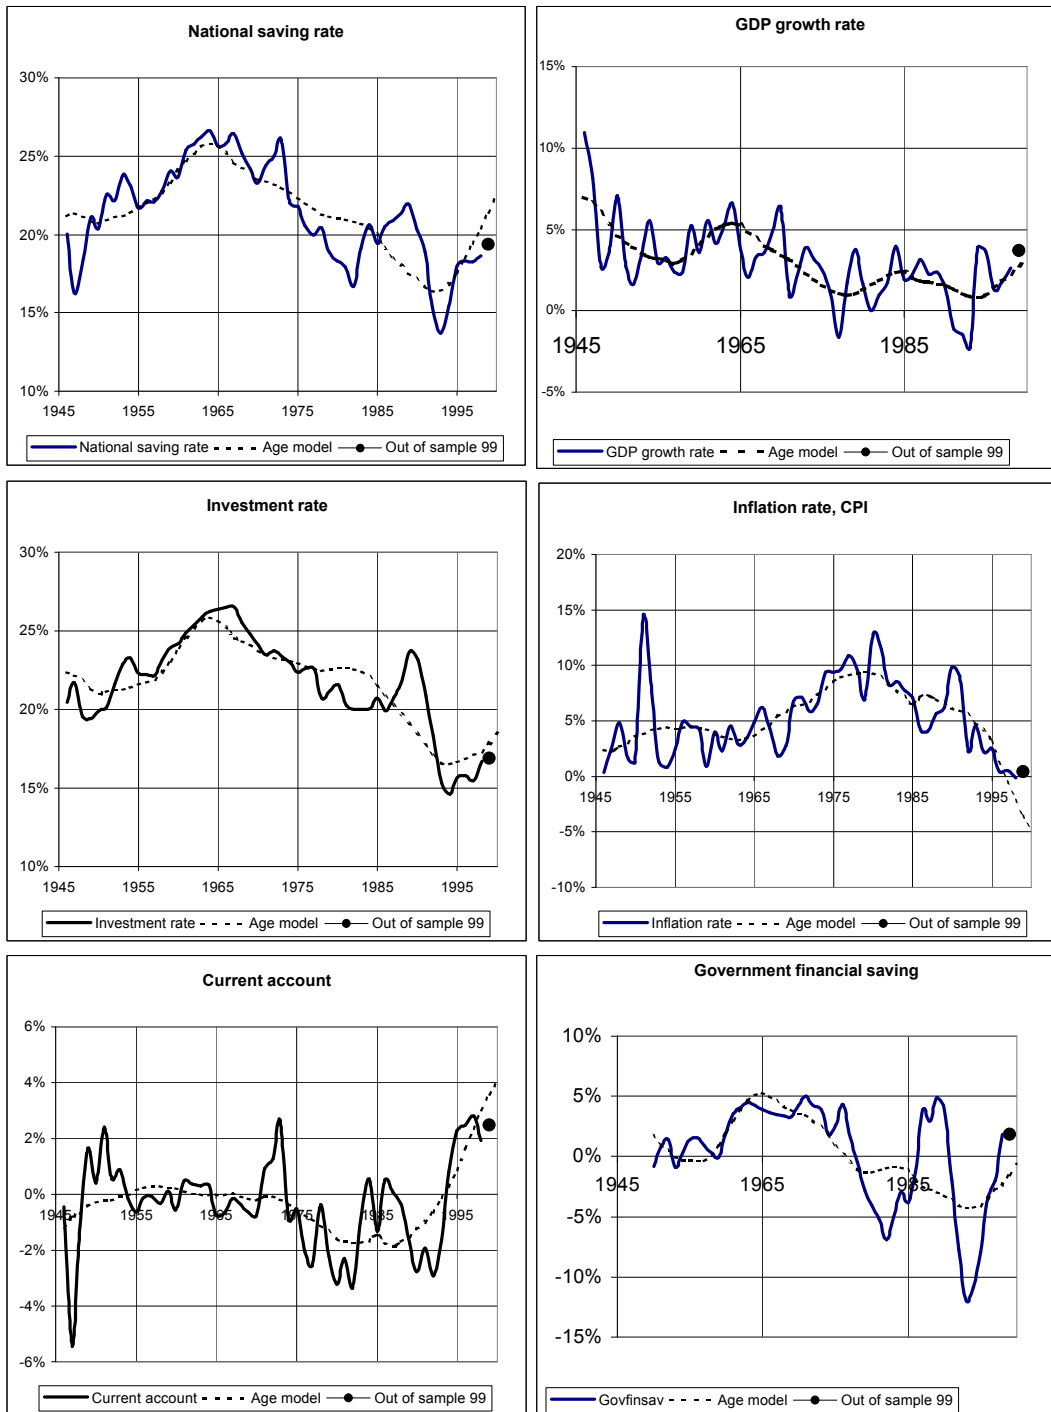 National saving rate
30%
25%
20%
15%
10%
1945 1955 1965 1975 1985 1995
National saving rate Age model Out of sample 99
GDP growth rate
15%
10%
5%
0%
-5%
1945 1965 1985
GDP growth rate Age model Out of sample 99
Investment rate
30%
25%
20%
15%
10%
1945 1955 1965 1975 1985 1995
Investment rate Age model Out of sample 99
Inflation rate, CPI
20%
15%
10%
5%
0%
1945 1955 1965 1975 1985 1995
-5%
-10%
Inflation rate Age model Out of sample 99
Current account
6%
4%
2%
0%
1945 1955 1965 1975 1985 1995
-2%
-4%
-6%
Current account Age model Out of sample 99
Government financial saving
10%
5%
0%
1945 1965 1985
-5%
-10%
-15%
Govfinsav Age model Out of sample 99